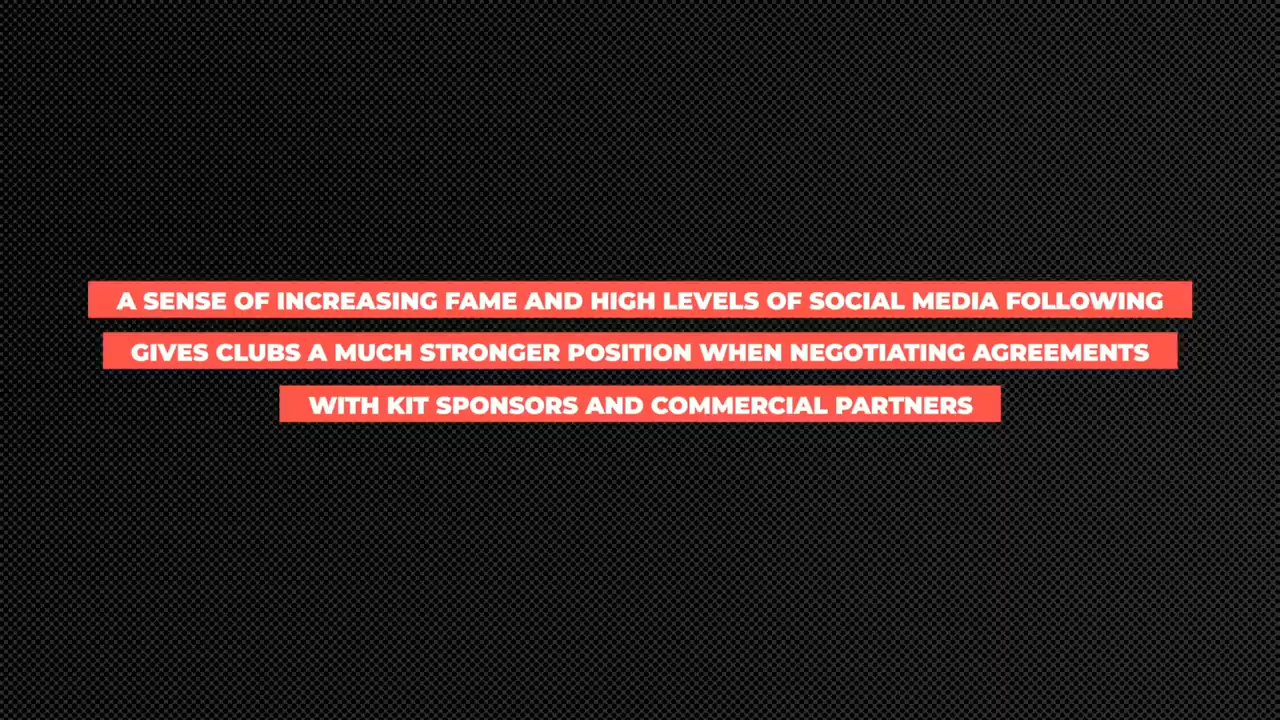 A SENSE OF INCREASING FAME AND HIGH LEVELS OF SOCIAL MEDIA FOLLOWING
GIVES CLUBS A MUCH STRONGER POSITION WHEN NEGOTIATING AGREEMENTS
WITH KIT SPONSORS AND COMMERCIAL PARTNERS